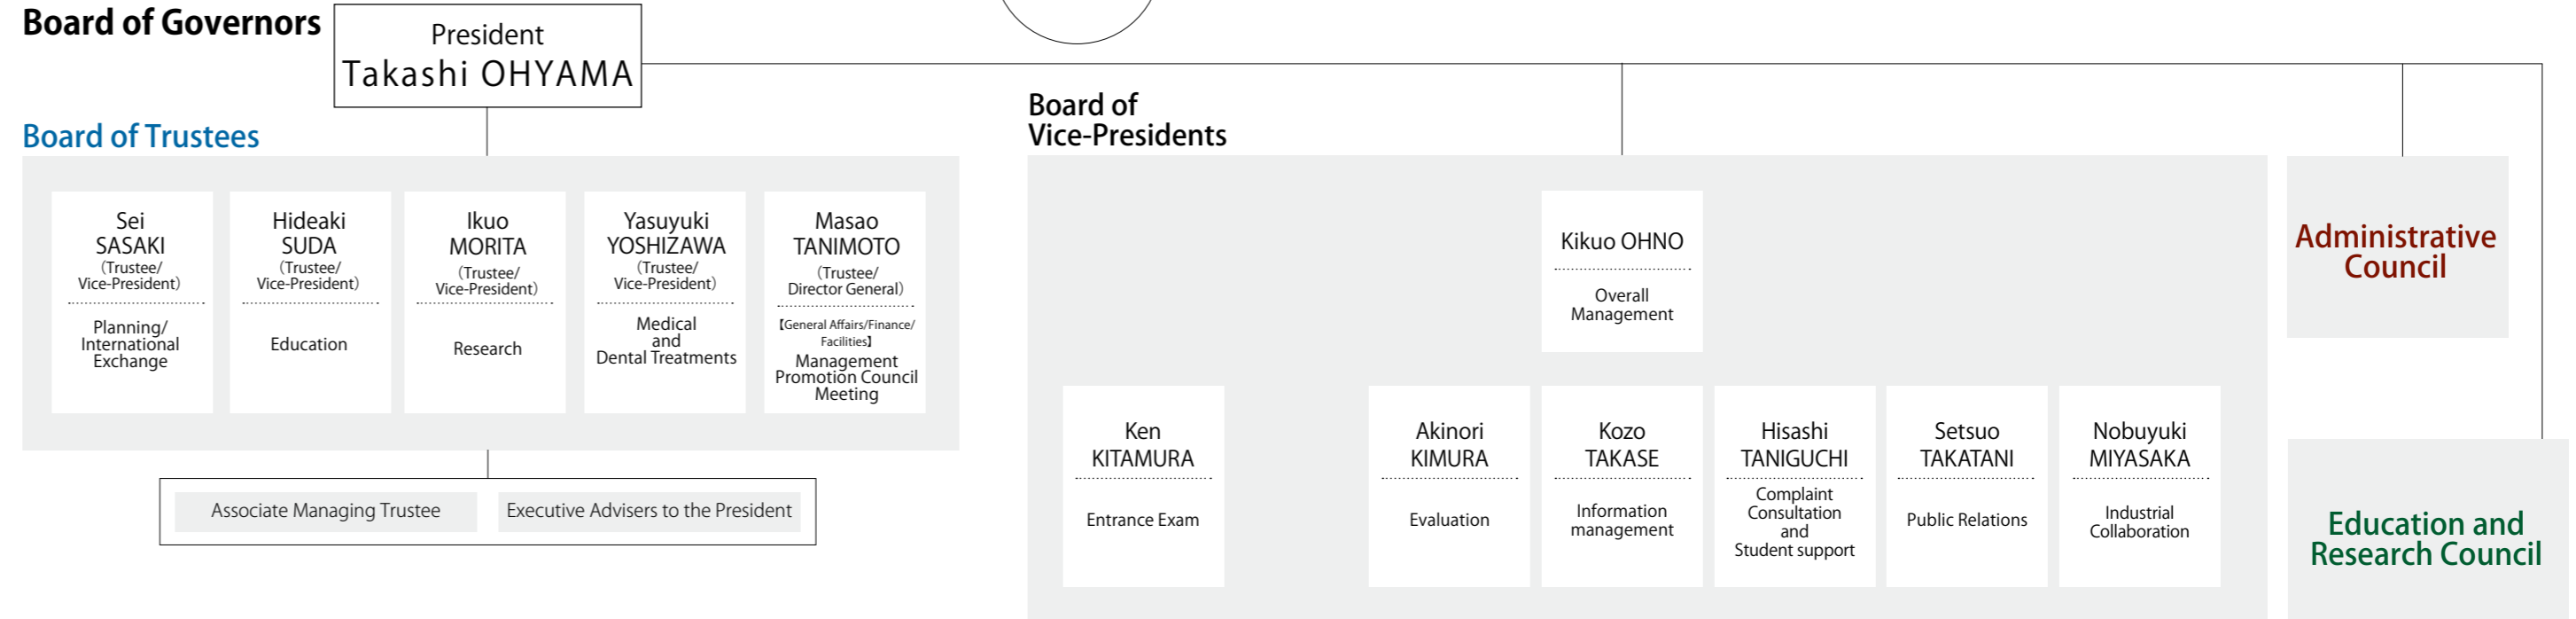 Board of Governors
President
Takashi OHYAMA
Board of Trustees
Sei
SASAKI
(Trustee/
Vice-President)
Planning/
International
Exchange
Hideaki
SUDA
(Trustee/
Vice-President)
Education
Ikuo
MORITA
(Trustee/
Vice-President)
Research
Yasuyuki
YOSHIZAWA
(Trustee/
Vice-President)
Medical
and
Dental Treatments
Masao
TANIMOTO
(Trustee/
Director General)
【General Affairs/Finance/
Facilities】
Management
Promotion Council
Meeting
Associate Managing Trustee
Executive Advisers to the President
Board of
Vice-Presidents
Kikuo OHNO
Overall
Management
Ken
KITAMURA
Entrance Exam
Akinori
KIMURA
Evaluation
Kozo
TAKASE
Information
management
Hisashi
TANIGUCHI
Complaint
Consultation
and
Student support
Setsuo
TAKATANI
Public Relations
Nobuyuki
MIYASAKA
Industrial
Collaboration
Administrative
Council
Education and
Research Council